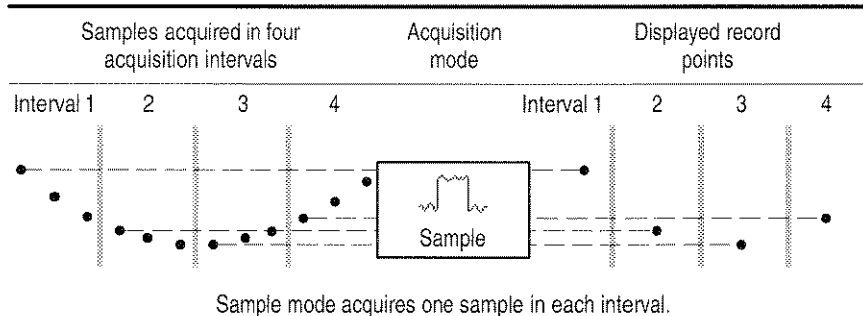 Samples acquired in four acquisition intervals
Acquisition mode
Displayed record points
Interval 1 2 3 4
Interval 1 2 3 4
Sample
Sample mode acquires one sample in each interval.